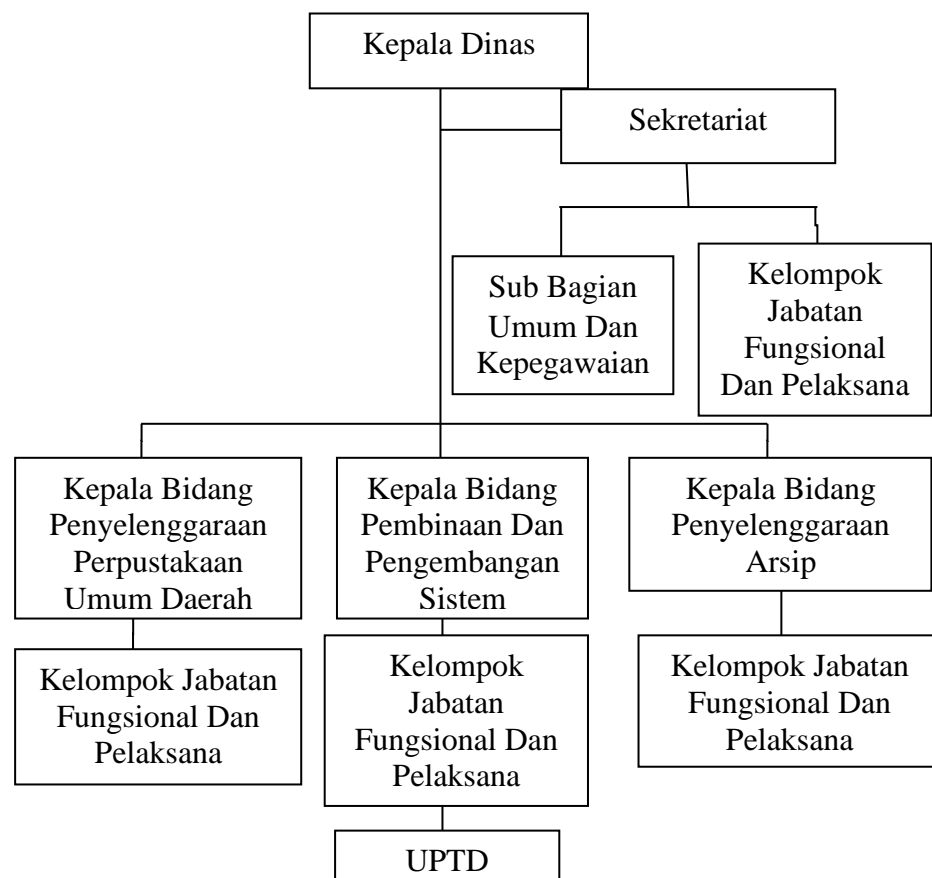 Kepala Dinas
Sekretariat
Sub Bagian
Umum Dan
Kepegawaian
Kelompok
Jabatan
Fungsional
Dan Pelaksana
Kepala Bidang
Penyelenggaraan
Perpustakaan
Umum Daerah
Kepala Bidang
Pembinaan Dan
Pengembangan
Sistem
Kepala Bidang
Penyelenggaraan
Arsip
Kelompok Jabatan
Fungsional Dan
Pelaksana
Kelompok
Jabatan
Fungsional Dan
Pelaksana
Kelompok Jabatan
Fungsional Dan
Pelaksana
UPTD